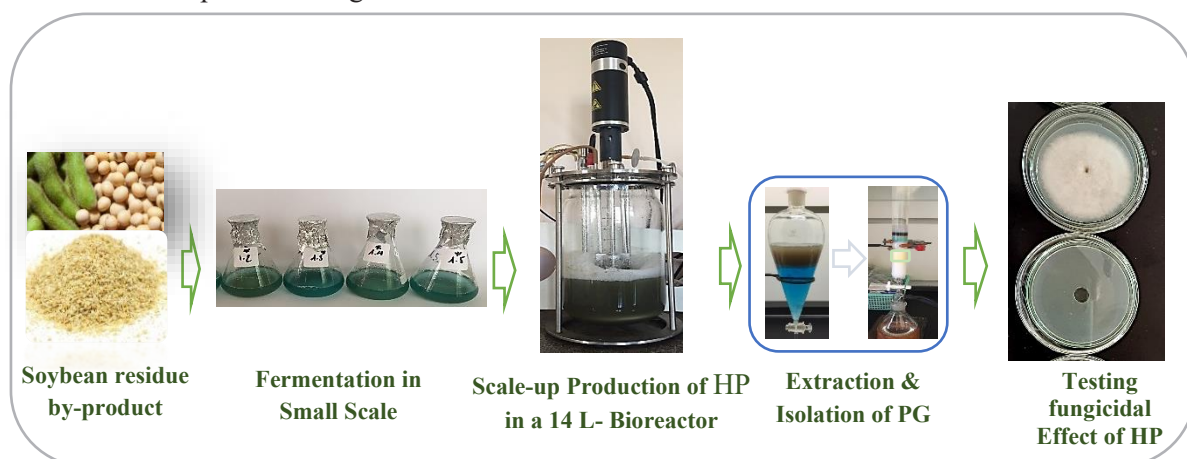 Soybean residue
by-product
Fermentation in
Small Scale
Scale-up Production of HP
in a 14 L- Bioreactor
Extraction &
Isolation of PG
Testing
fungicidal
Effect of HP